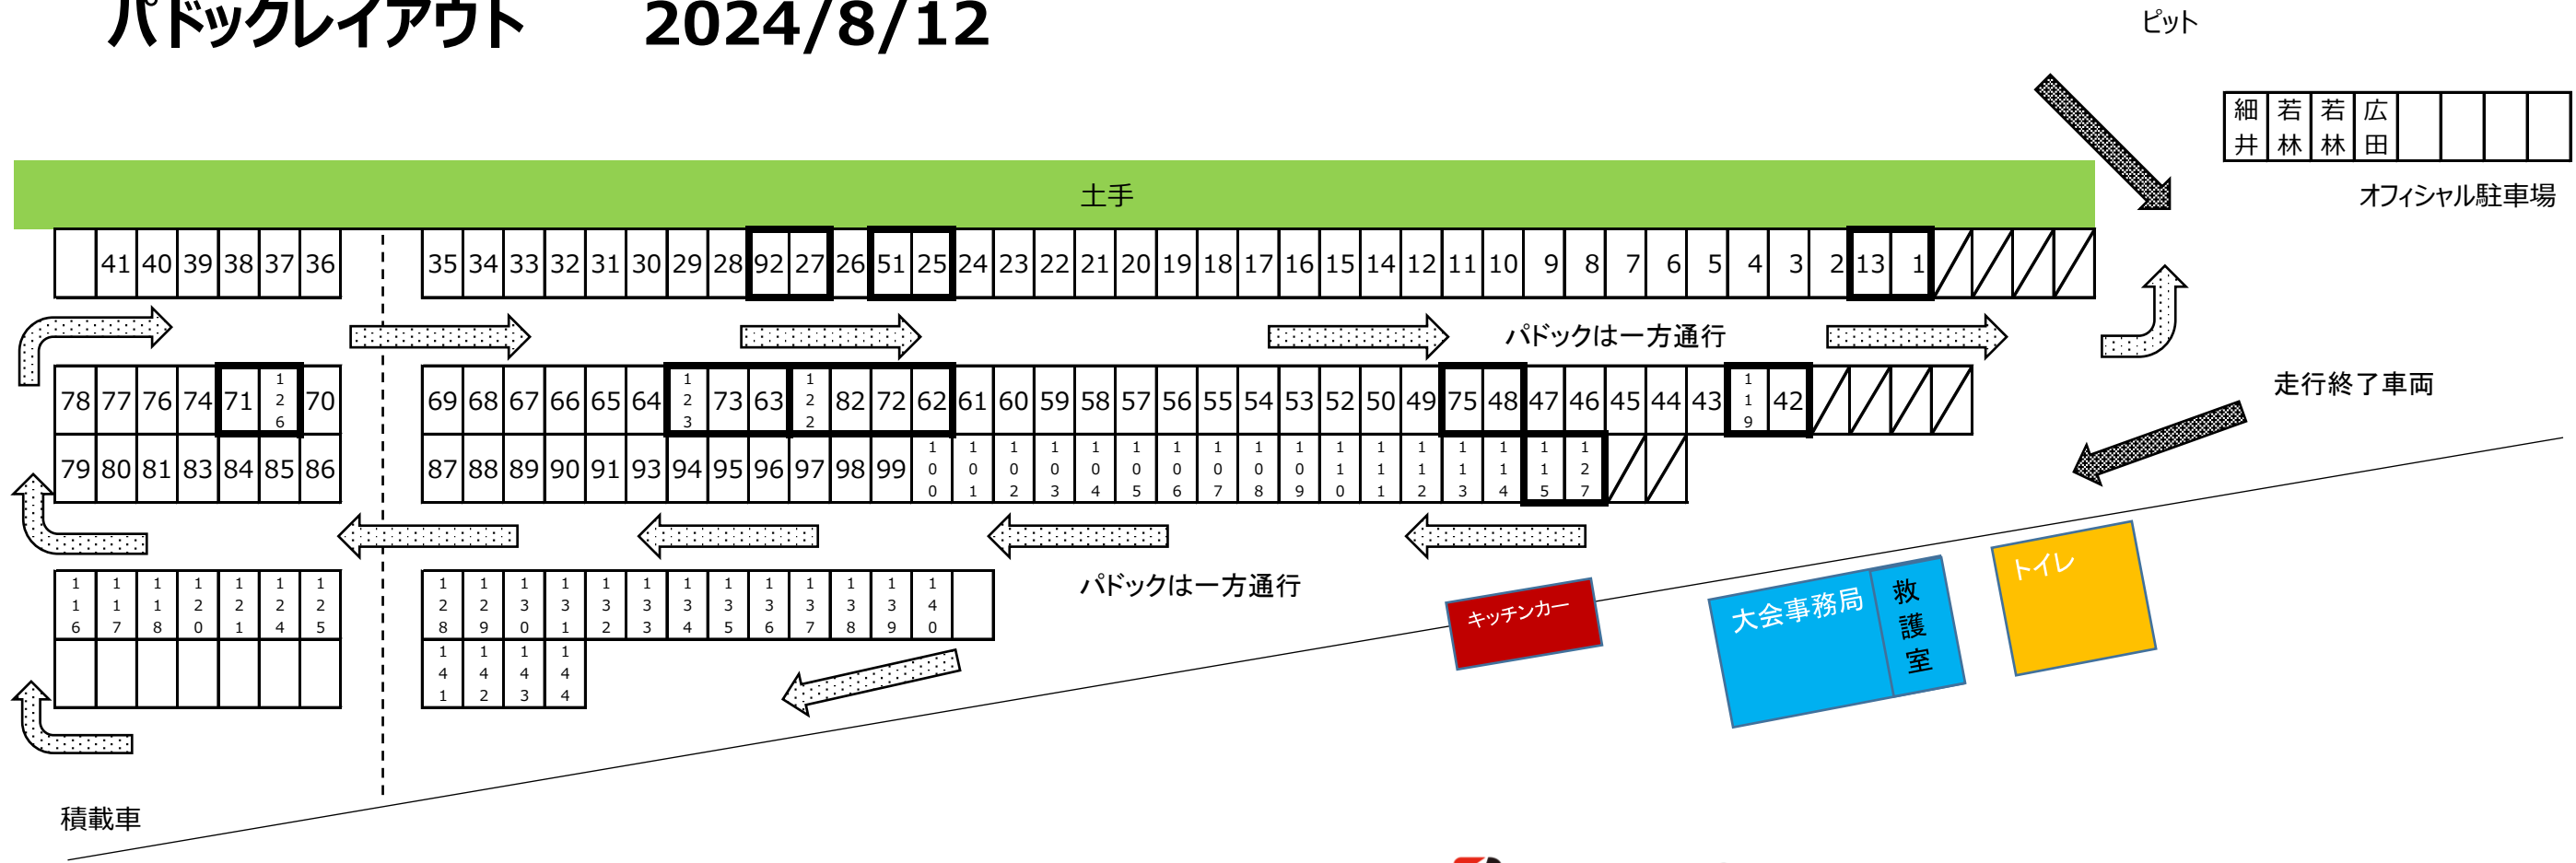 パドックレイアウト 2024/8/12
ピット
細井 若林 若林 広田
オフィシャル駐車場
土手
41 40 39 38 37 36 35 34 33 32 31 30 29 28 92 27 26 51 25 24 23 22 21 20 19 18 17 16 15 14 12 11 10 9 8 7 6 5 4 3 2 13 1
パドックは一方通行
78 77 76 74 71 126 70 69 68 67 66 65 64 123 73 63 122 82 72 62 61 60 59 58 57 56 55 54 53 52 50 49 75 48 47 46 45 44 43 119 42
走行終了車両
79 80 81 83 84 85 86 87 88 89 90 91 93 94 95 96 97 98 99 100 101 102 103 104 105 106 107 108 109 110 111 112 113 114 115 127
パドックは一方通行
116 117 118 120 121 124 125 128 129 130 131 132 133 134 135 136 137 138 139 140
141 142 143 144
キッチンカー
大会事務局
救護室
トイレ
積載車